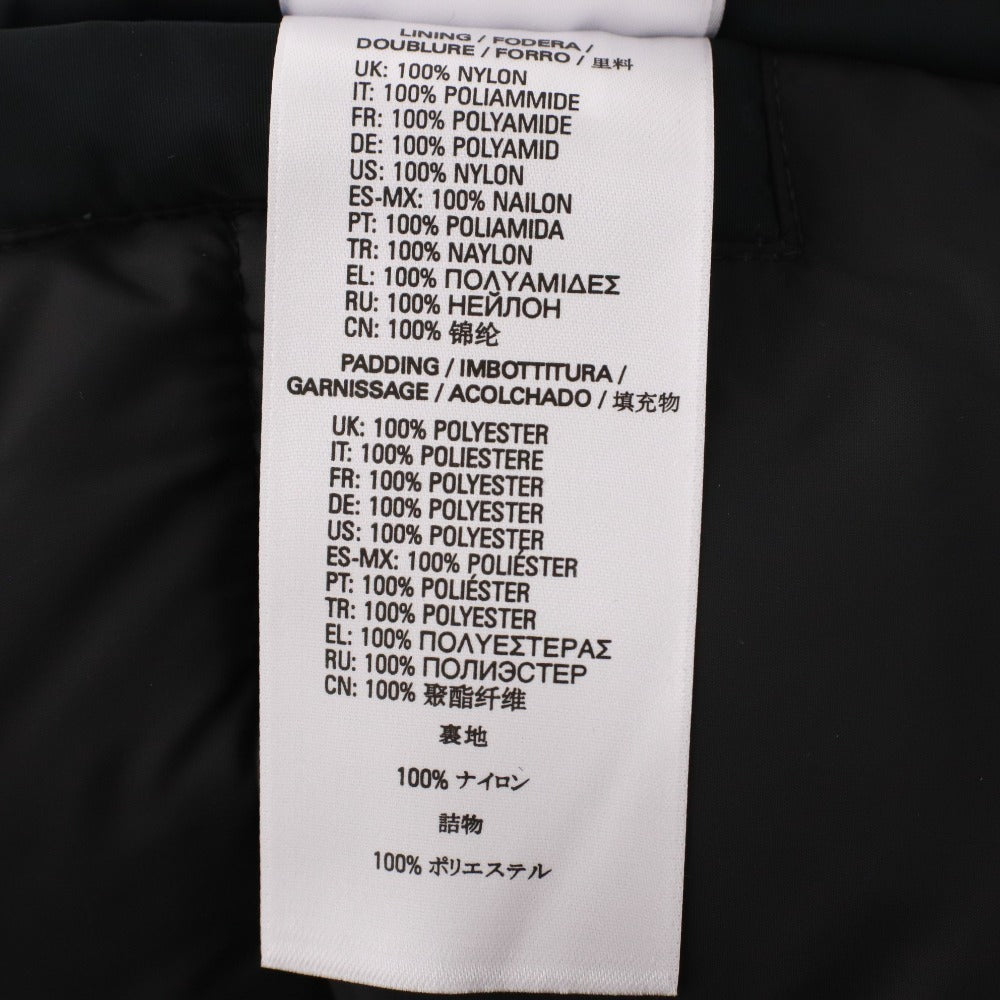 LINING / FODERA /
DOUBLURE / FORRO / 里料
UK: 100% NYLON
IT: 100% POLIAMMIDE
FR: 100% POLYAMIDE
DE: 100% POLYAMID
US: 100% NYLON
ES-MX: 100% NAILON
PT: 100% POLIAMIDA
TR: 100% NAYLON
EL: 100% ΠΟΛΥΑΜΙΔΕΣ
RU: 100% НЕЙЛОН
CN: 100% 锦纶
PADDING / IMBOTTITURA /
GARNISSAGE / ACOLCHADO / 填充物
UK: 100% POLYESTER
IT: 100% POLIESTERE
FR: 100% POLYESTER
DE: 100% POLYESTER
US: 100% POLYESTER
ES-MX: 100% POLIÉSTER
PT: 100% POLIÉSTER
TR: 100% POLYESTER
EL: 100% ΠΟΛΥΕΣΤΕΡΑΣ
RU: 100% ПОЛИЭСТЕР
CN: 100% 聚酯纤维
裏地
100% ナイロン
詰物
100% ポリエステル